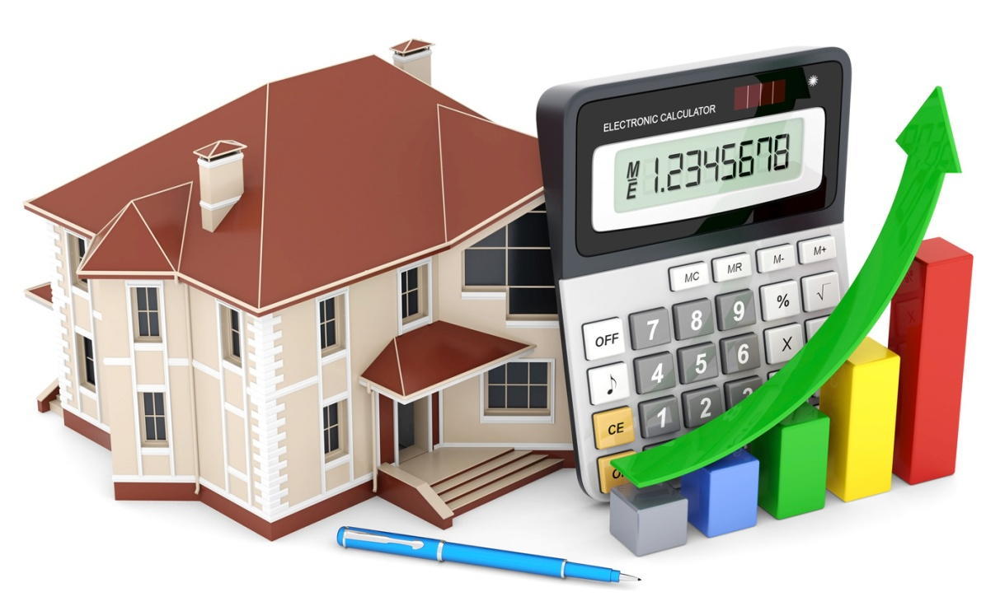 ELECTRONIC CALCULATOR
M
E
1.2345678
MC MR M- M+
OFF 7 8 9 % √
♪ 4 5 6 X
CE 1 2